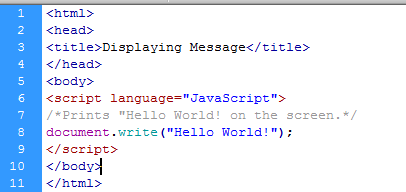 1 <html>
2 <head>
3 <title>Displaying Message</title>
4 </head>
5 <body>
6 <script language="JavaScript">
7 /*Prints "Hello World! on the screen.*/
8 document.write("Hello World!");
9 </script>
10 </body>
11 </html>